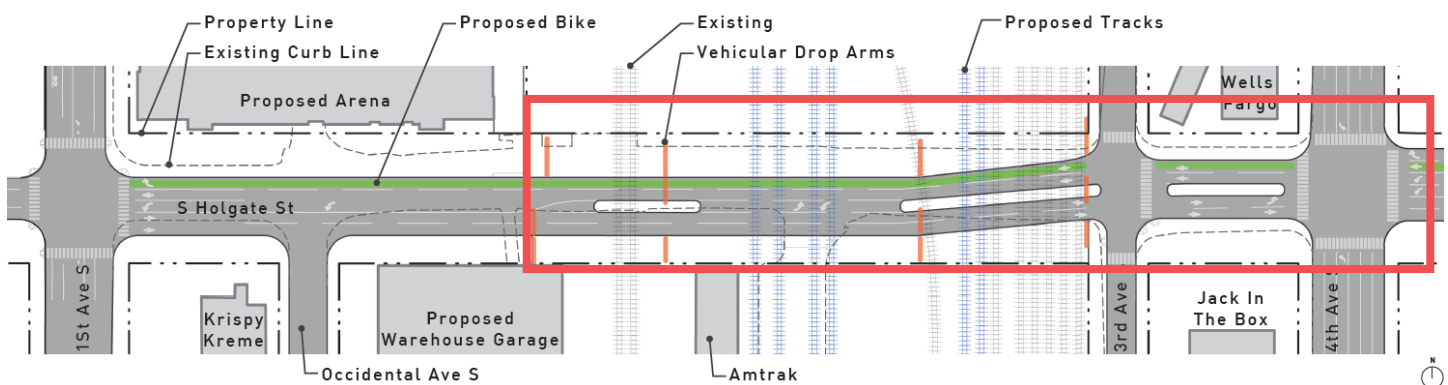 Property Line
Proposed Bike
Existing
Proposed Tracks
Existing Curb Line
Vehicular Drop Arms
Proposed Arena
Wells
Fargo
S Holgate St
1St Ave S
Krispy
Kreme
Proposed
Warehouse Garage
3rd Ave
Jack In
The Box
4th Ave S
Occidental Ave S
Amtrak
N